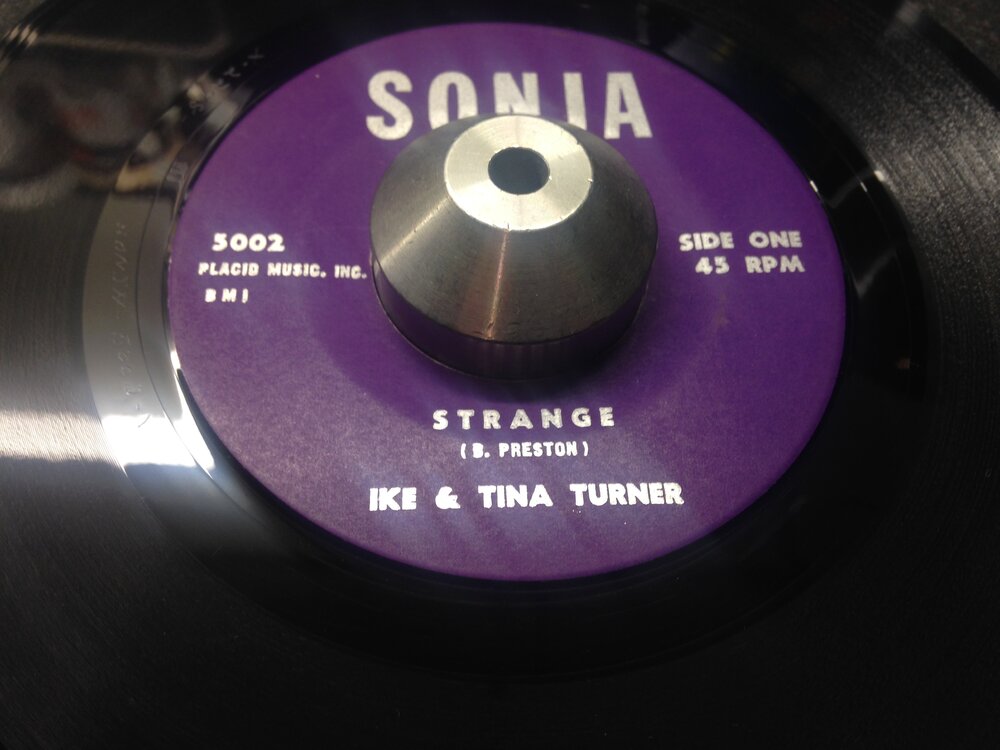 SONJA
5002
PLACID MUSIC, INC.
BMI
SIDE ONE
45 RPM
STRANGE
(B. PRESTON)
IKE & TINA TURNER